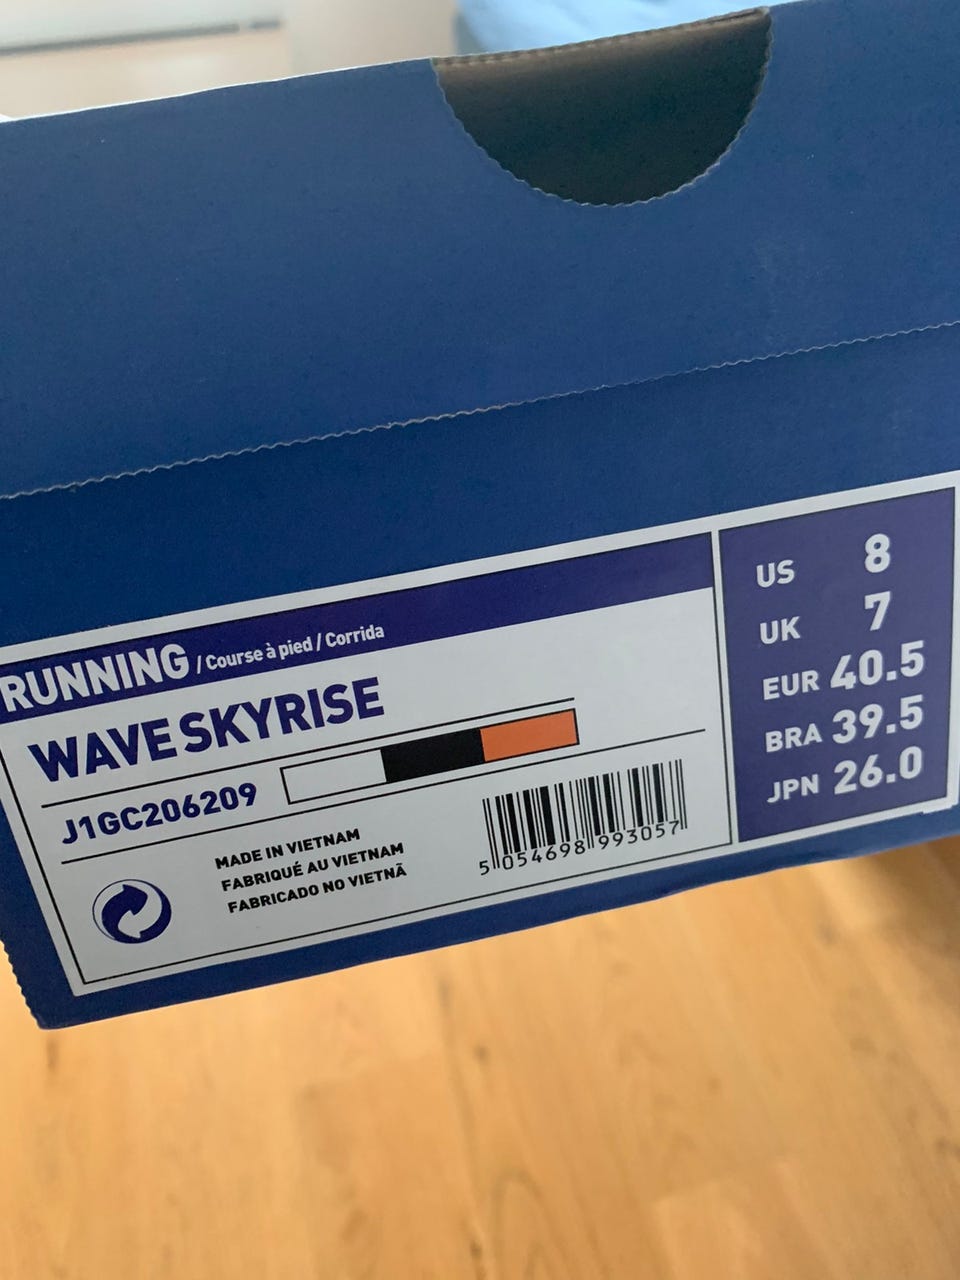 RUNNING / Course à pied / Corrida
WAVE SKYRISE
J1GC206209
MADE IN VIETNAM
FABRIQUÉ AU VIETNAM
FABRICADO NO VIETNÃ
5 054698 993057
US 8
UK 7
EUR 40.5
BRA 39.5
JPN 26.0